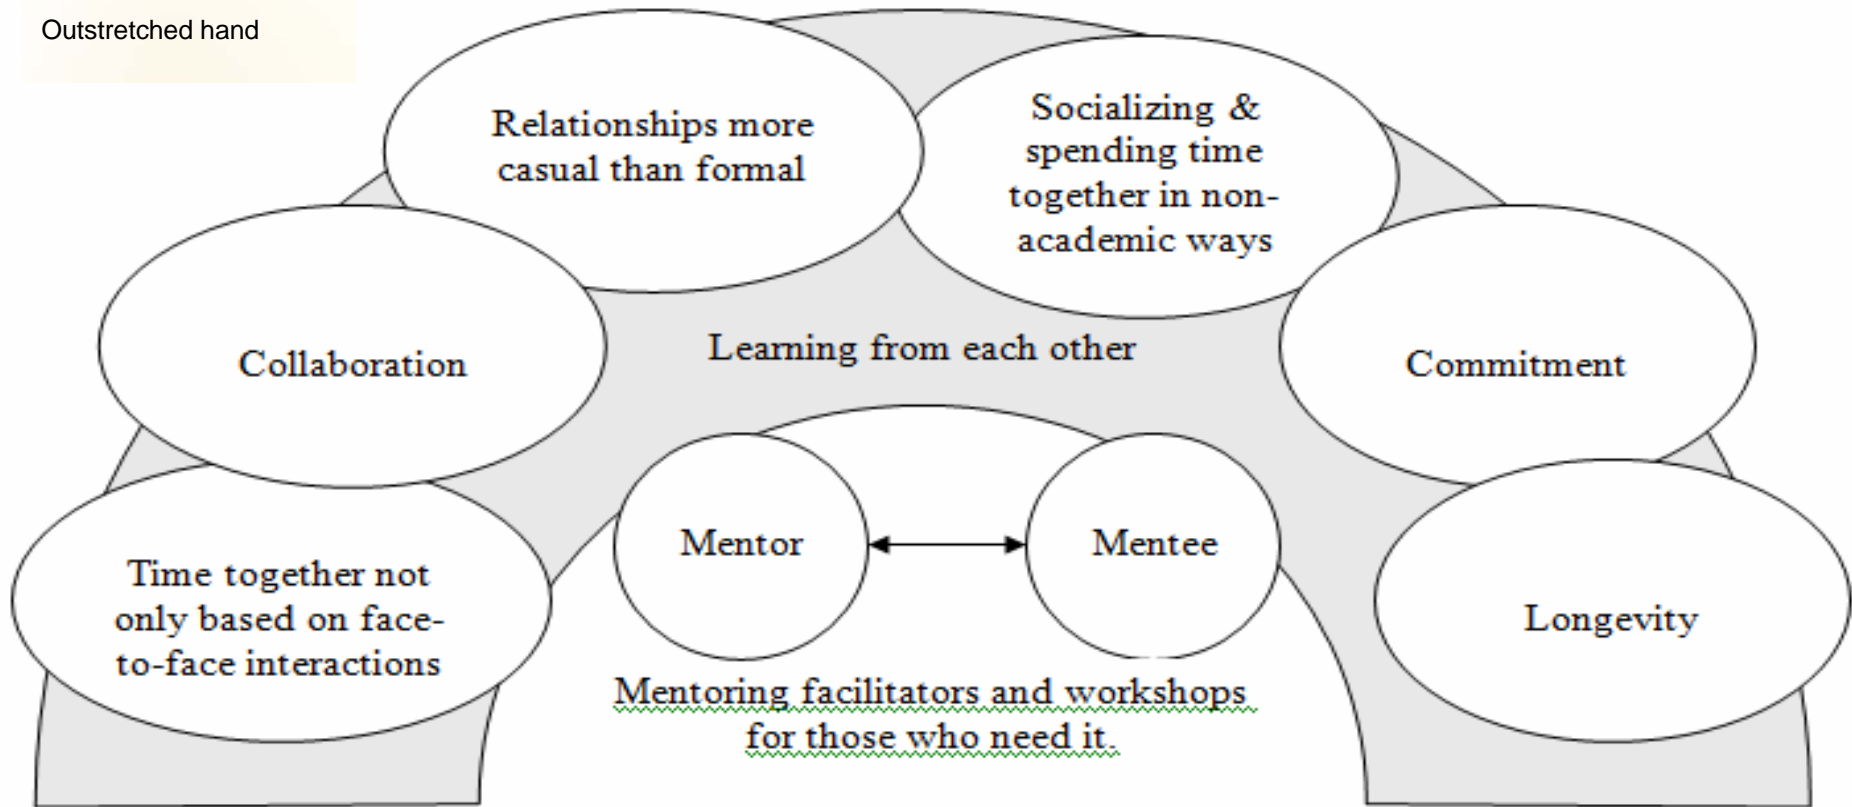 Outstretched hand
Relationships more
casual than formal
Socializing &
spending time
together in non-
academic ways
Collaboration
Learning from each other
Commitment
Mentor
Mentee
Time together not
only based on face-
to-face interactions
Longevity
Mentoring facilitators and workshops
for those who need it.